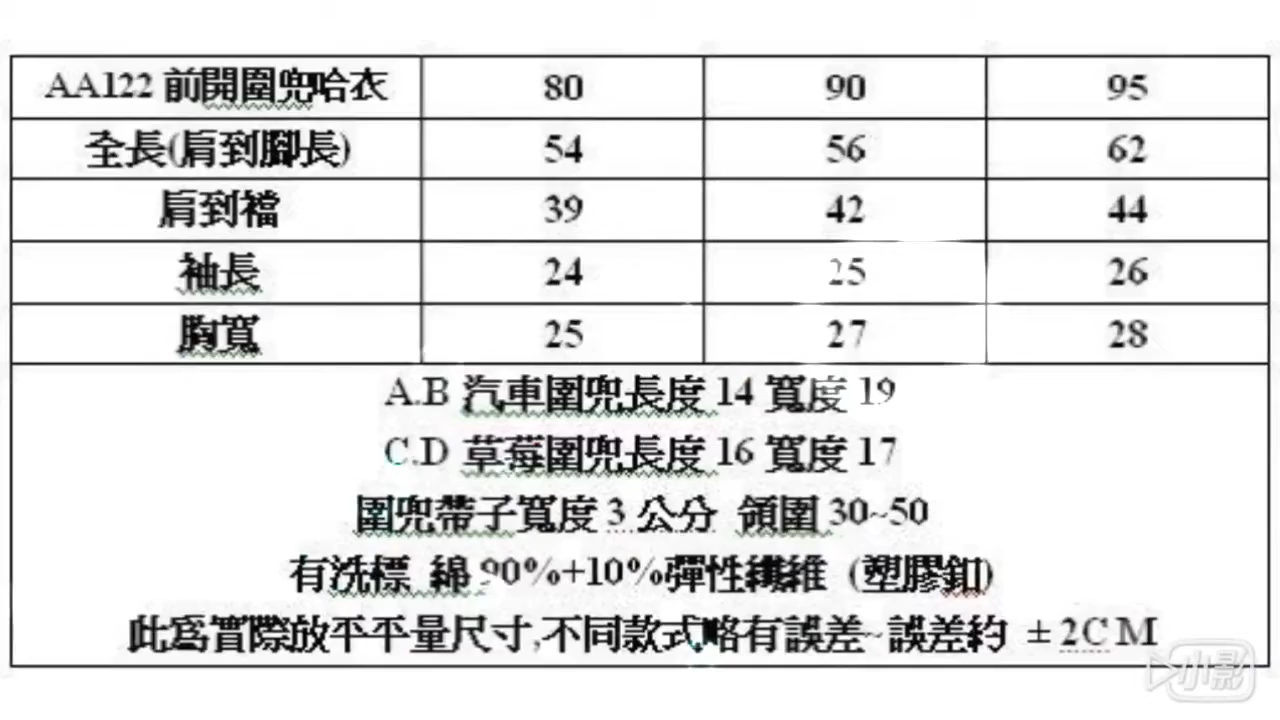 AA122 前開圍兜哈衣 80 90 95
全長(肩到腳長) 54 56 62
肩到襠 39 42 44
袖長 24 25 26
胸寬 25 27 28
A.B 汽車圍兜長度 14 寬度 19
C.D 草莓圍兜長度 16 寬度 17
圍兜帶子寬度 3 公分 領圍 30~50
有洗標 綿 90%+10%彈性纖維 (塑膠釦)
此為實際放平平量尺寸,不同款式略有誤差~誤差約 ± 2CM
小影